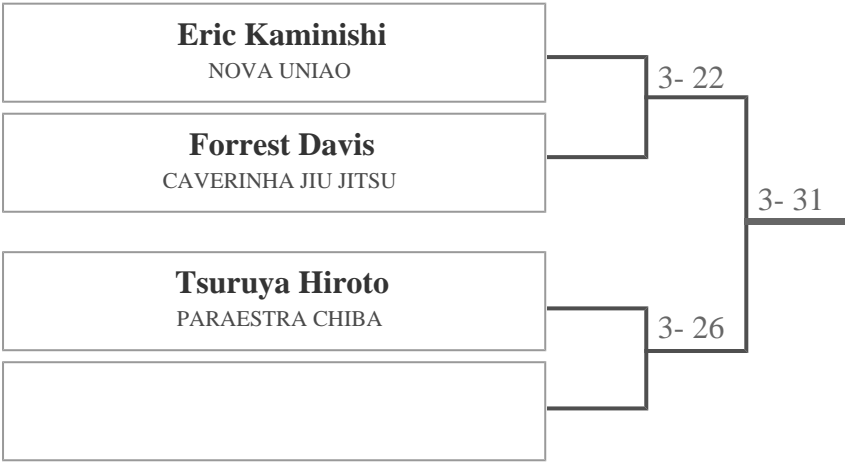 Eric Kaminishi
NOVA UNIAO
3- 22
Forrest Davis
CAVERINHA JIU JITSU
3- 31
Tsuruya Hiroto
PARAESTRA CHIBA
3- 26